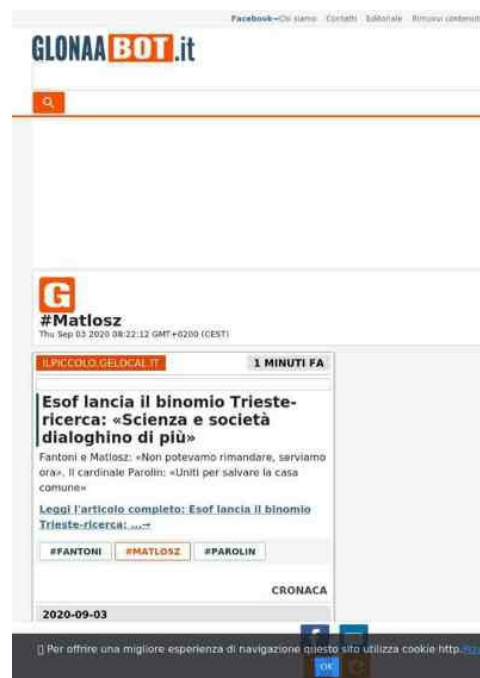 Facebook→Chi siamo Contatti Editoriale Rimuovi contenuti
GLONAABOT.it
G
#Matlosz
Thu Sep 03 2020 08:22:12 GMT+0200 (CEST)
ILPICCOLO.GELOCAL.IT 1 MINUTI FA
Esof lancia il binomio Trieste-
ricerca: «Scienza e società
dialoghino di più»
Fantoni e Matlosz: «Non potevamo rimandare, serviamo
ora». Il cardinale Parolin: «Uniti per salvare la casa
comune»
Leggi l'articolo completo: Esof lancia il binomio
Trieste-ricerca: ...→
#FANTONI #MATLOSZ #PAROLIN
CRONACA
2020-09-03
Per offrire una migliore esperienza di navigazione questo sito utilizza cookie http.
OK